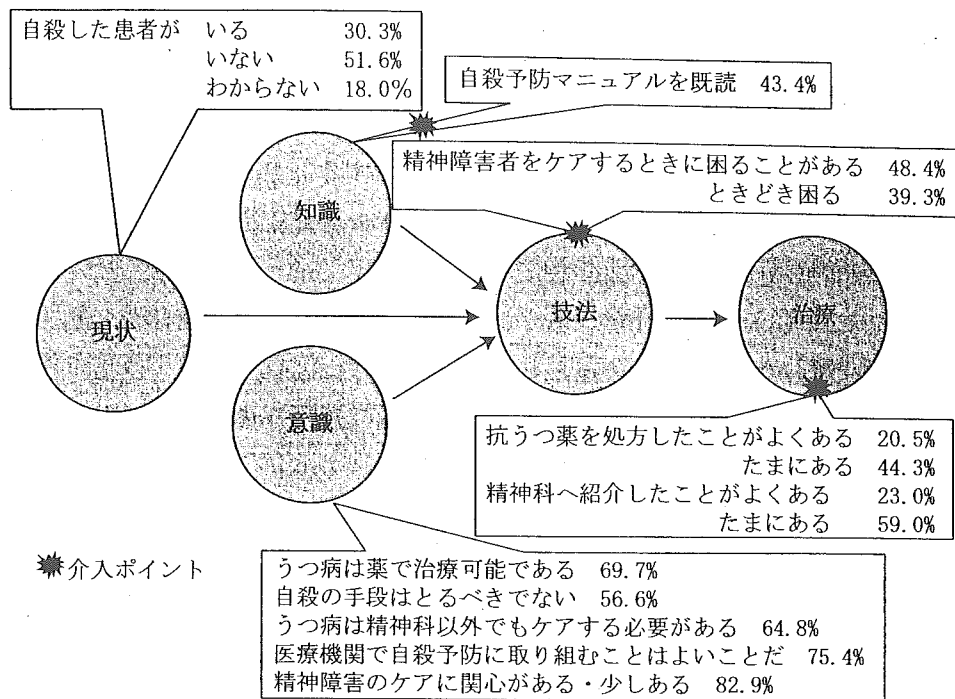 自殺した患者が いる 30.3%
いない 51.6%
わからない 18.0%
自殺予防マニュアルを既読 43.4%
精神障害者をケアするときに困ることがある 48.4%
ときどき困る 39.3%
知識
現状
技法
治療
意識
抗うつ薬を処方したことがよくある 20.5%
たまにある 44.3%
精神科へ紹介したことがよくある 23.0%
たまにある 59.0%
介入ポイント
うつ病は薬で治療可能である 69.7%
自殺の手段はとるべきでない 56.6%
うつ病は精神科以外でもケアする必要がある 64.8%
医療機関で自殺予防に取り組むことはよいことだ 75.4%
精神障害のケアに関心がある・少しある 82.9%